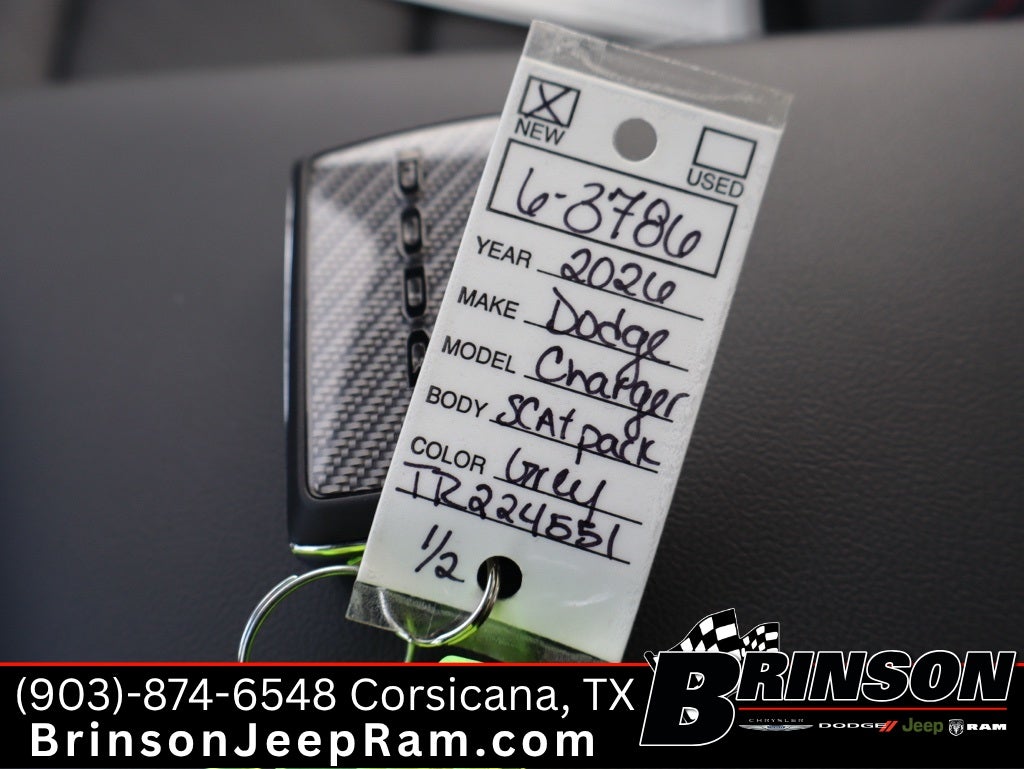 X
NEW
USED
6-3786
YEAR 2026
MAKE Dodge
MODEL Charger
BODY SCAt pack
COLOR Grey
TR224551
1/2
DODGE
(903)-874-6548 Corsicana, TX
BrinsonJeepRam.com
BRINSON
CHRYSLER DODGE// Jeep RAM